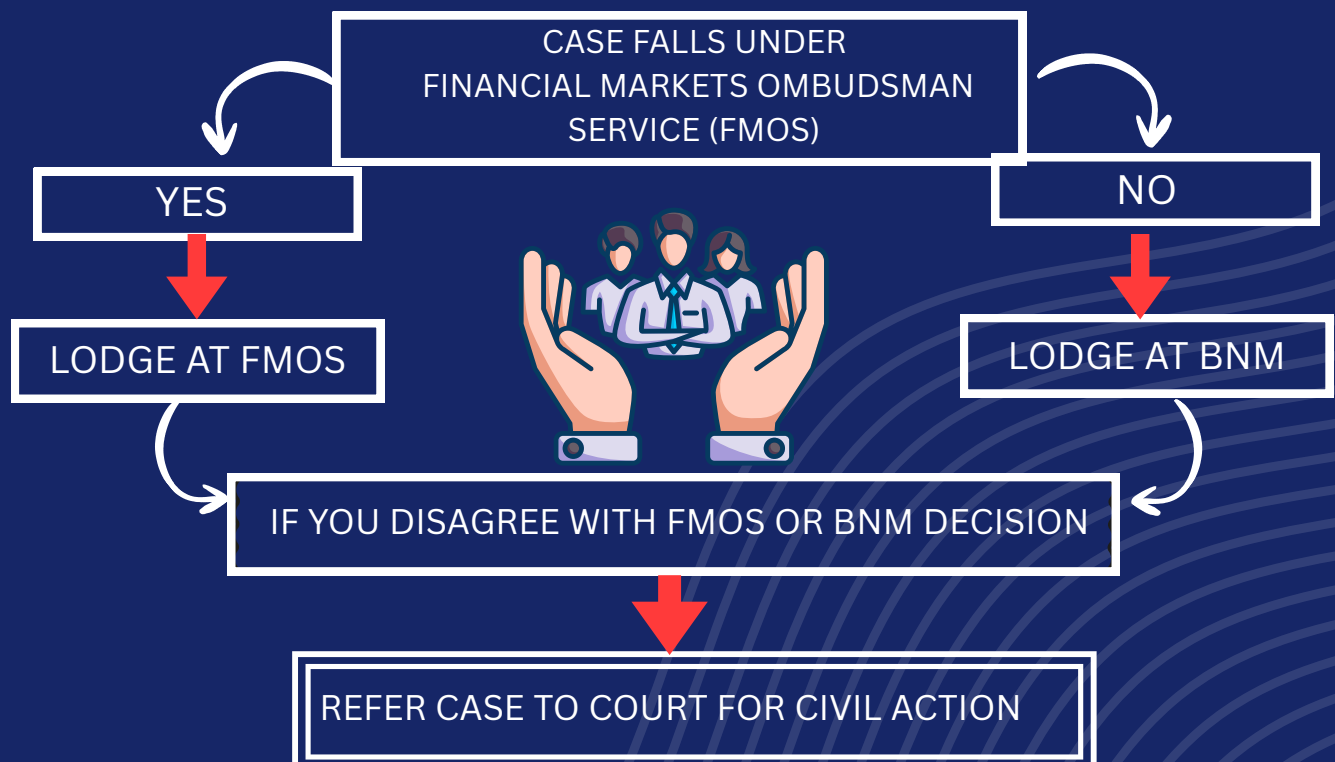 CASE FALLS UNDER
FINANCIAL MARKETS OMBUDSMAN
SERVICE (FMOS)
YES
NO
LODGE AT FMOS
LODGE AT BNM
IF YOU DISAGREE WITH FMOS OR BNM DECISION
REFER CASE TO COURT FOR CIVIL ACTION